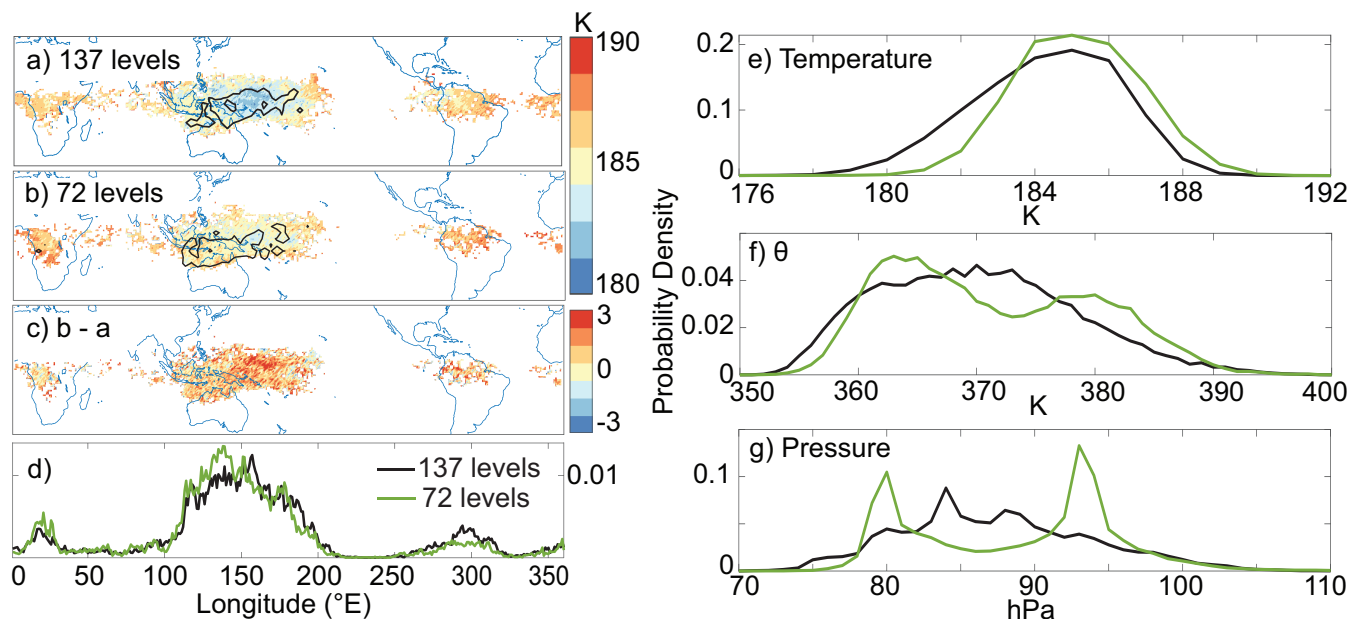 K
a) 137 levels
190
185
b) 72 levels
180
c) b - a
3
0
-3
d)
137 levels
72 levels
0.01
0 50 100 150 200 250 300 350
Longitude (°E)
Probability Density
e) Temperature
0.2
0.1
0
176 180 184 188 192
K
f) θ
0.04
0.02
0
350 360 370 380 390 400
K
g) Pressure
0.1
0
70 80 90 100 110
hPa